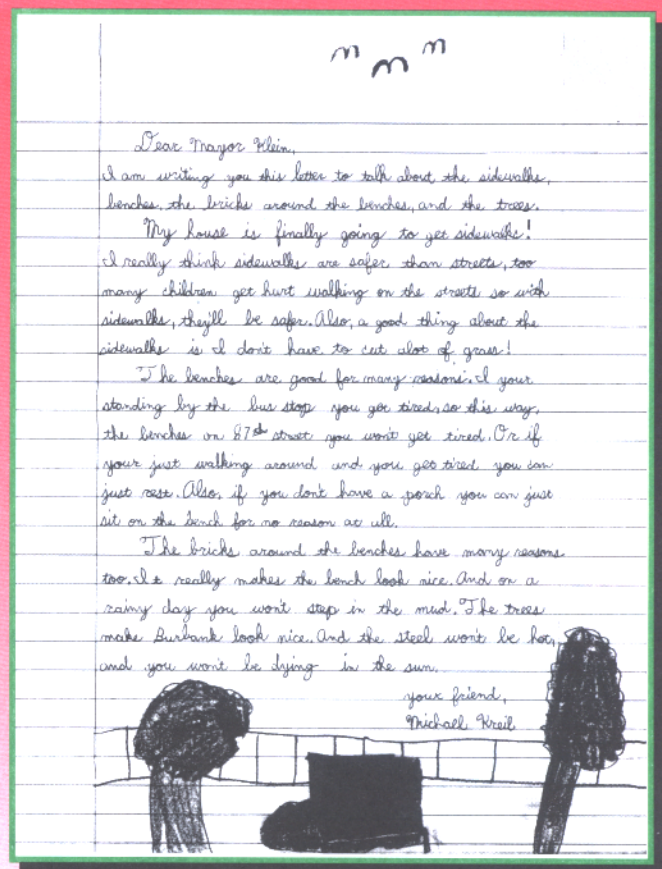 Dear Mayor Klein,
I am writing you this letter to talk about the sidewalks,
benches, the bricks around the benches, and the trees.
My house is finally going to get sidewalks!
I really think sidewalks are safer than streets, too
many children get hurt walking on the streets so with
sidewalks, they'll be safer. Also, a good thing about the
sidewalks is I don't have to cut alot of grass!
The benches are good for many reasons. I your
standing by the bus stop you get tired, so this way,
the benches on 87th street you won't get tired. Or if
your just walking around and you get tired you can
just rest. Also, if you don't have a porch you can just
sit on the bench for no reason at all.
The bricks around the benches have many reasons
too. It really makes the bench look nice. And on a
rainy day you won't step in the mud. The trees
make Burbank look nice. And the steel won't be hot,
and you won't be dying in the sun.
your friend,
Michael Kreil